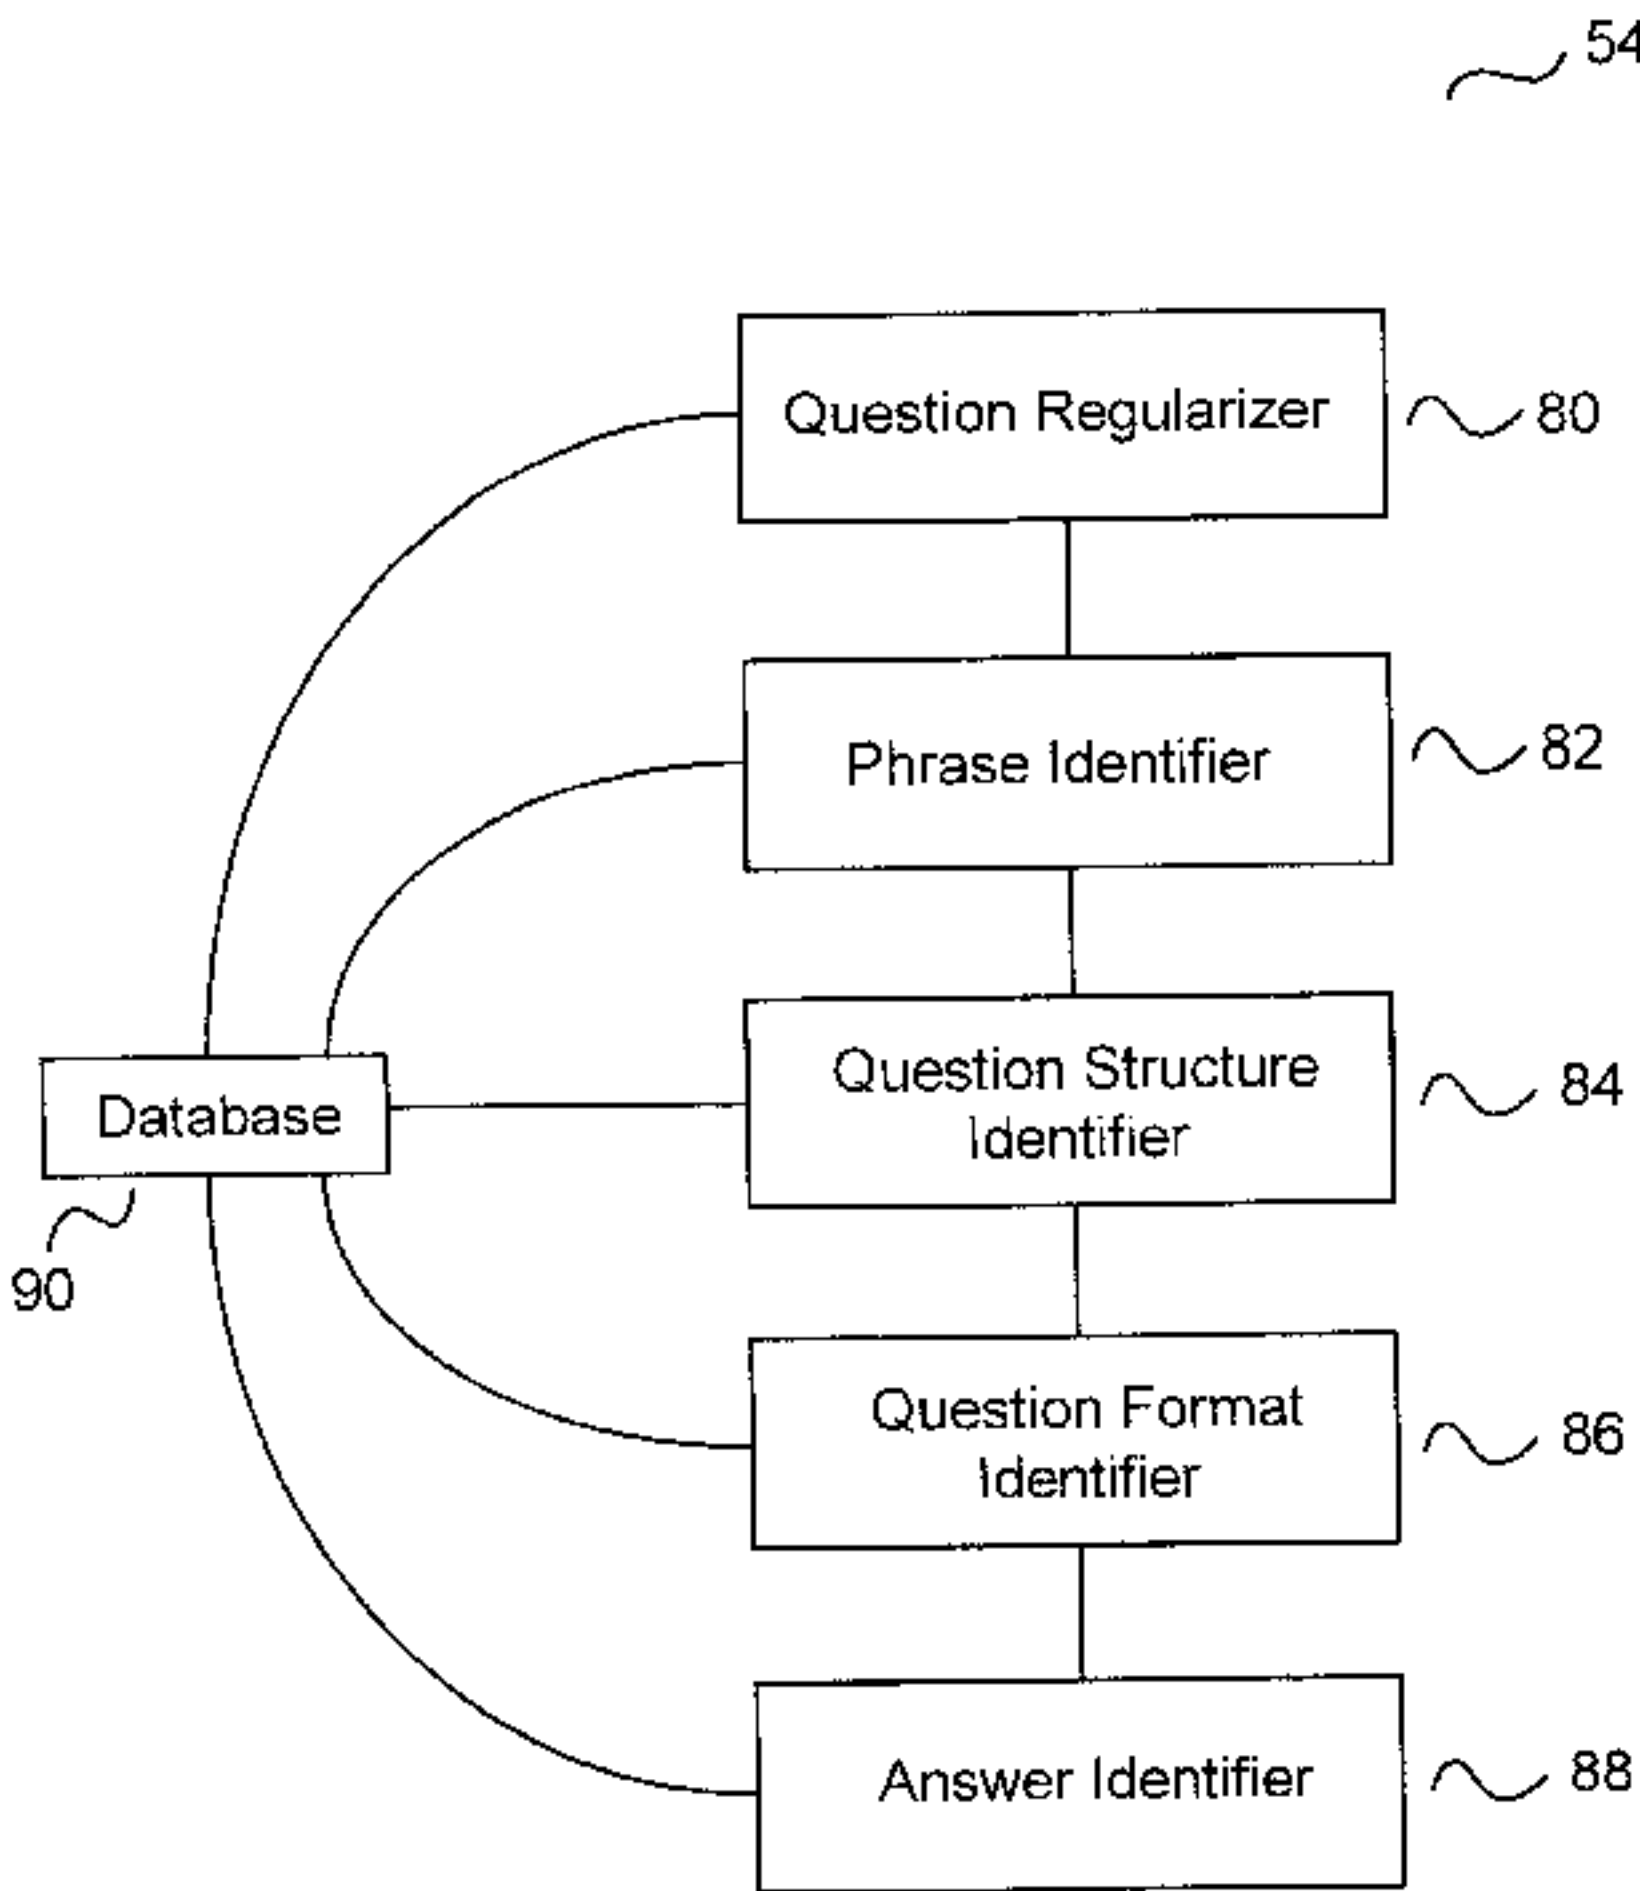 54
Question Regularizer
80
Phrase Identifier
82
Question Structure
Identifier
84
Database
90
Question Format
Identifier
86
Answer Identifier
88